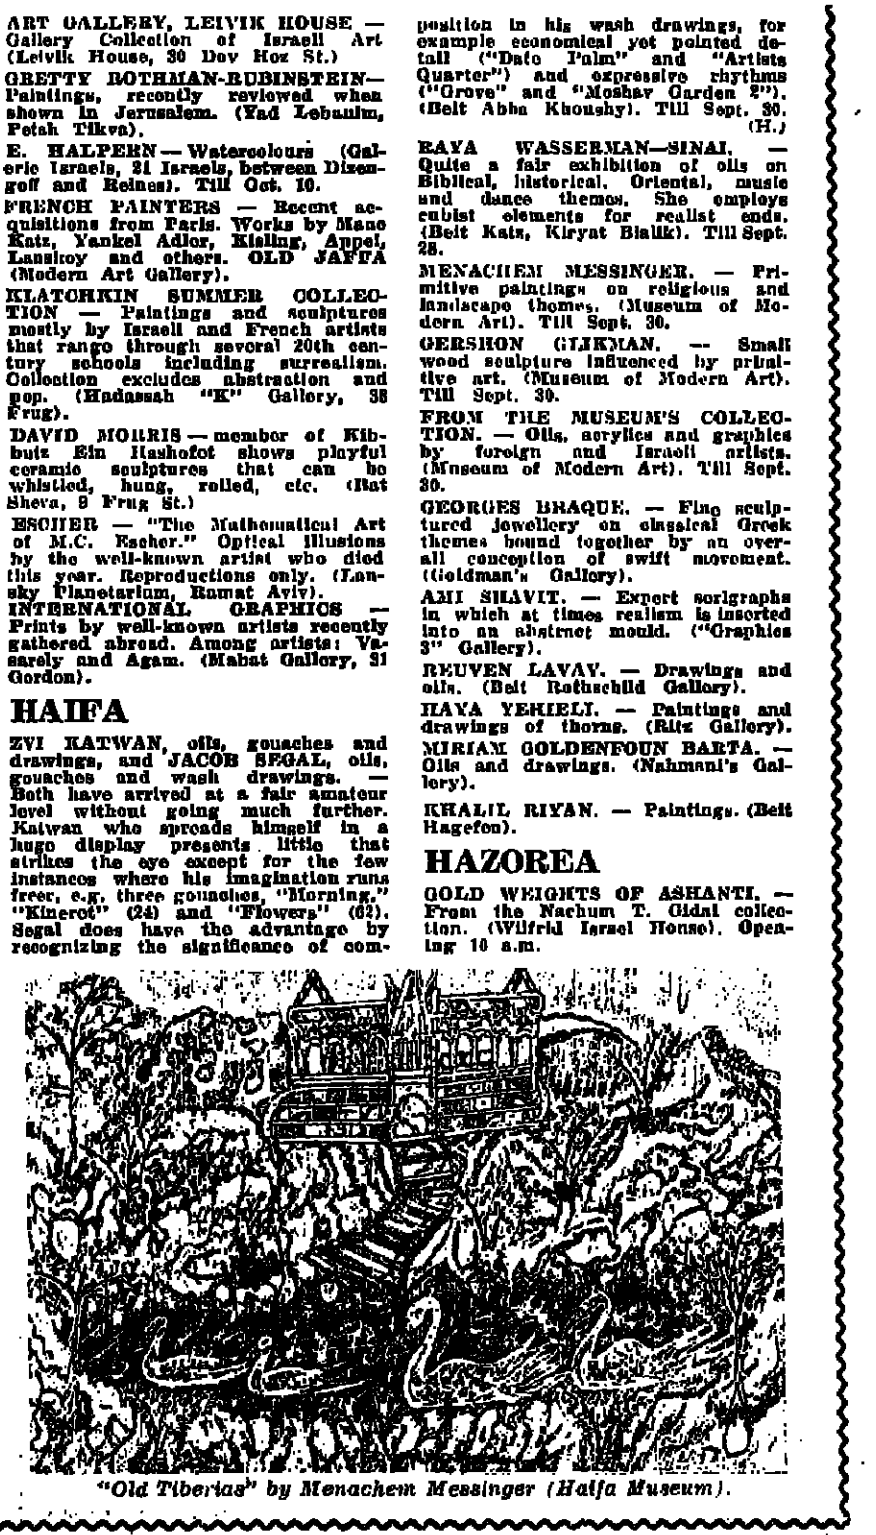 ART GALLERY, LEIVIK HOUSE —
Gallery Collection of Israeli Art
(Leivik House, 30 Dov Hoz St.)
GRETTY ROTHMAN-RUBINSTEIN—
Paintings, recently reviewed when
shown in Jerusalem. (Yad Lebanim,
Petah Tikva).
E. HALPERN — Watercolours (Gal-
erie Israels, 21 Israels, between Dizen-
goff and Reines). Till Oct. 10.
FRENCH PAINTERS — Recent ac-
quisitions from Paris. Works by Mane
Katz, Yankel Adler, Kisling, Appel,
Lanskoy and others. OLD JAFFA
(Modern Art Gallery).
KLATCHKIN SUMMER COLLEC-
TION — Paintings and sculptures
mostly by Israeli and French artists
that range through several 20th cen-
tury schools including surrealism.
Collection excludes abstraction and
pop. (Hadassah "K" Gallery, 38
Frug).
DAVID MORRIS — member of Kib-
butz Ein Hashofet shows playful
ceramic sculptures that can be
whistled, hung, rolled, etc. (Bat
Sheva, 9 Frug St.)
ESCHER — "The Mathematical Art
of M.C. Escher." Optical illusions
by the well-known artist who died
this year. Reproductions only. (Lan-
sky Planetarium, Ramat Aviv).
INTERNATIONAL GRAPHICS —
Prints by well-known artists recently
gathered abroad. Among artists: Va-
sarely and Agam. (Mabat Gallery, 31
Gordon).
HAIFA
ZVI KATWAN, oils, gouaches and
drawings, and JACOB SEGAL, oils,
gouaches and wash drawings. —
Both have arrived at a fair amateur
level without going much further.
Katwan who spreads himself in a
huge display presents little that
strikes the eye except for the few
instances where his imagination runs
freer, e.g. three gouaches, "Morning,"
"Kinerot" (24) and "Flowers" (62).
Segal does have the advantage by
recognizing the significance of com-
position in his wash drawings, for
example economical yet pointed de-
tail ("Date Palm" and "Artists
Quarter") and expressive rhythms
("Grove" and "Moshav Garden 2").
(Beit Abba Khoushy). Till Sept. 30.
(H.)
RAYA WASSERMAN—SINAI. —
Quite a fair exhibition of oils on
Biblical, historical, Oriental, music
and dance themes. She employs
cubist elements for realist ends.
(Beit Katz, Kiryat Bialik). Till Sept.
28.
MENACHEM MESSINGER. — Pri-
mitive paintings on religious and
landscape themes. (Museum of Mo-
dern Art). Till Sept. 30.
GERSHON GLIKMAN. — Small
wood sculpture influenced by primi-
tive art. (Museum of Modern Art).
Till Sept. 30.
FROM THE MUSEUM'S COLLEC-
TION. — Oils, acrylics and graphics
by foreign and Israeli artists.
(Museum of Modern Art). Till Sept.
30.
GEORGES BRAQUE. — Fine sculp-
tured jewellery on classical Greek
themes bound together by an over-
all conception of swift movement.
(Goldman's Gallery).
AMI SHAVIT. — Expert serigraphs
in which at times realism is inserted
into an abstract mould. ("Graphics
3" Gallery).
REUVEN LAVAY. — Drawings and
oils. (Beit Rothschild Gallery).
HAYA YEHIELI. — Paintings and
drawings of thorns. (Ritz Gallery).
MIRIAM GOLDENFOUN BARTA. —
Oils and drawings. (Nahmani's Gal-
lery).
KHALIL RIYAN. — Paintings. (Beit
Hagefen).
HAZOREA
GOLD WEIGHTS OF ASHANTI. —
From the Nachum T. Gidal collec-
tion. (Wilfrid Israel House). Open-
ing 10 a.m.
"Old Tiberias" by Menachem Messinger (Haifa Museum).